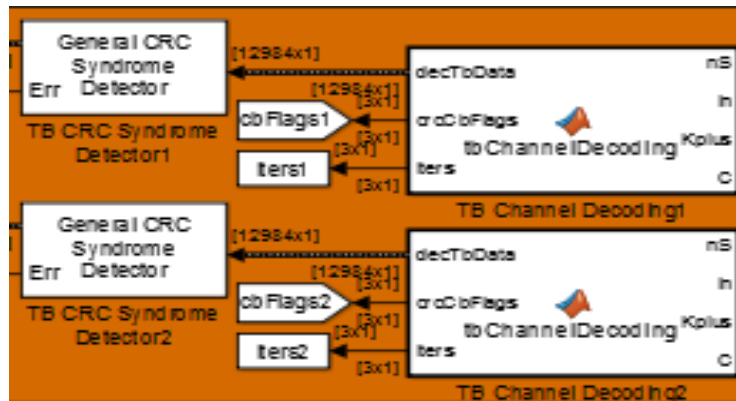 General CRC
Syndrome
Detector
Err
TB CRC Syndrome
Detector1
[12984x1]
[12984x1]
[3x1]
cbFlags1
[3x1]
[3x1]
Iters1
[3x1]
decTbData
crcCbFlags
Iters
tbChannelDecoding
nS
In
Kplus
C
TB Channel Decoding1
General CRC
Syndrome
Detector
Err
TB CRC Syndrome
Detector2
[12984x1]
[12984x1]
[3x1]
cbFlags2
[3x1]
[3x1]
Iters2
[3x1]
decTbData
crcCbFlags
Iters
tbChannelDecoding
nS
In
Kplus
C
TB Channel Decoding2